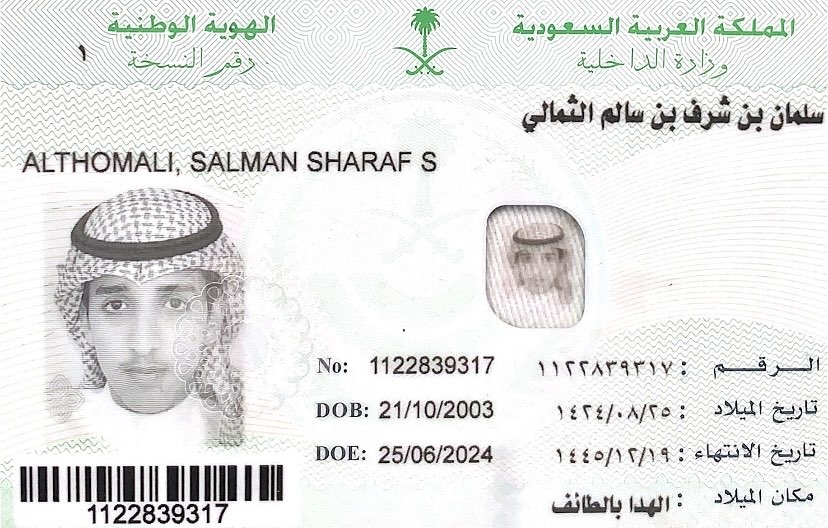 المملكة العربية السعودية
وزارة الداخلية
الهوية الوطنية
رقم النسخة ١
سلمان بن شرف بن سالم الثمالي
ALTHOMALI, SALMAN SHARAF S
الرقم : ١١٢٢٨٣٩٣١٧ No: 1122839317
تاريخ الميلاد : ١٤٢٤/٠٨/٢٥ DOB: 21/10/2003
تاريخ الانتهاء : ١٤٤٥/١٢/١٩ DOE: 25/06/2024
مكان الميلاد : الهدا بالطائف
1122839317